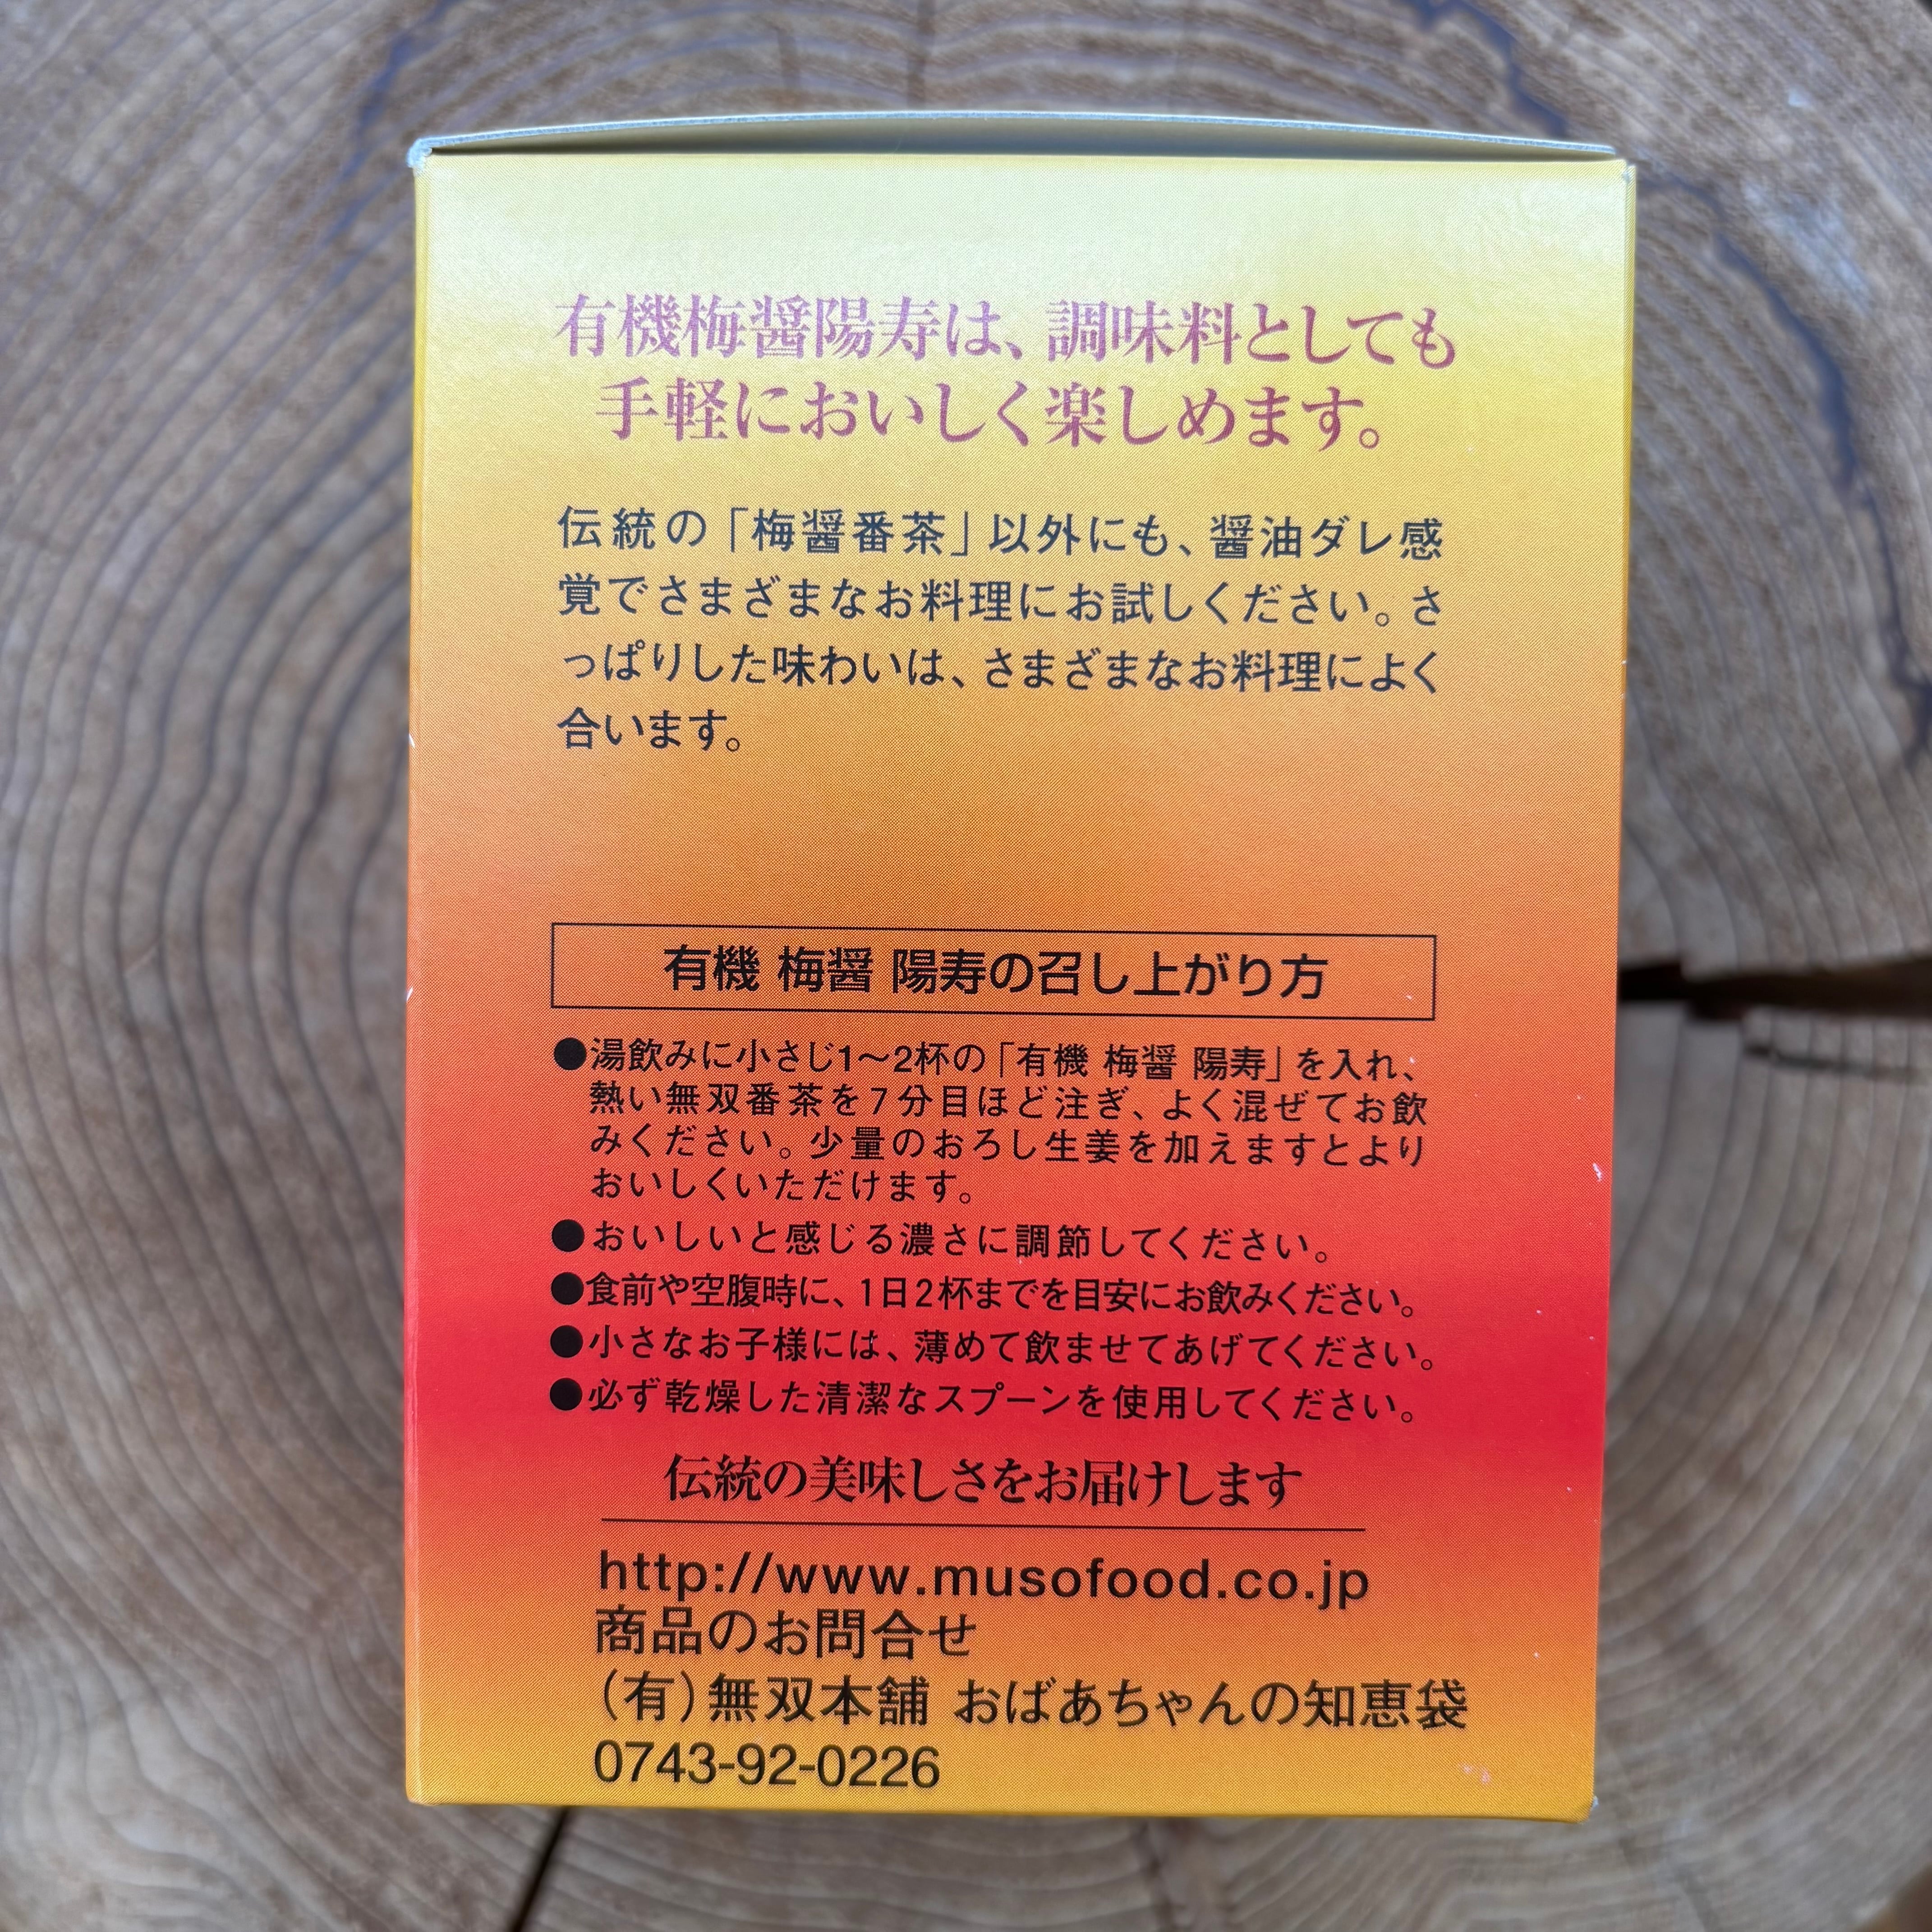 有機梅醤陽寿は、調味料としても
手軽においしく楽しめます。
伝統の「梅醤番茶」以外にも、醤油ダレ感
覚でさまざまなお料理にお試しください。さ
っぱりした味わいは、さまざまなお料理によく
合います。
有機 梅醤 陽寿の召し上がり方
●湯飲みに小さじ1〜2杯の「有機 梅醤 陽寿」を入れ、
熱い無双番茶を7分目ほど注ぎ、よく混ぜてお飲
みください。少量のおろし生姜を加えますとより
おいしくいただけます。
●おいしいと感じる濃さに調節してください。
●食前や空腹時に、1日2杯までを目安にお飲みください。
●小さなお子様には、薄めて飲ませてあげてください。
●必ず乾燥した清潔なスプーンを使用してください。
伝統の美味しさをお届けします
http://www.musofood.co.jp
商品のお問合せ
(有)無双本舗 おばあちゃんの知恵袋
0743-92-0226